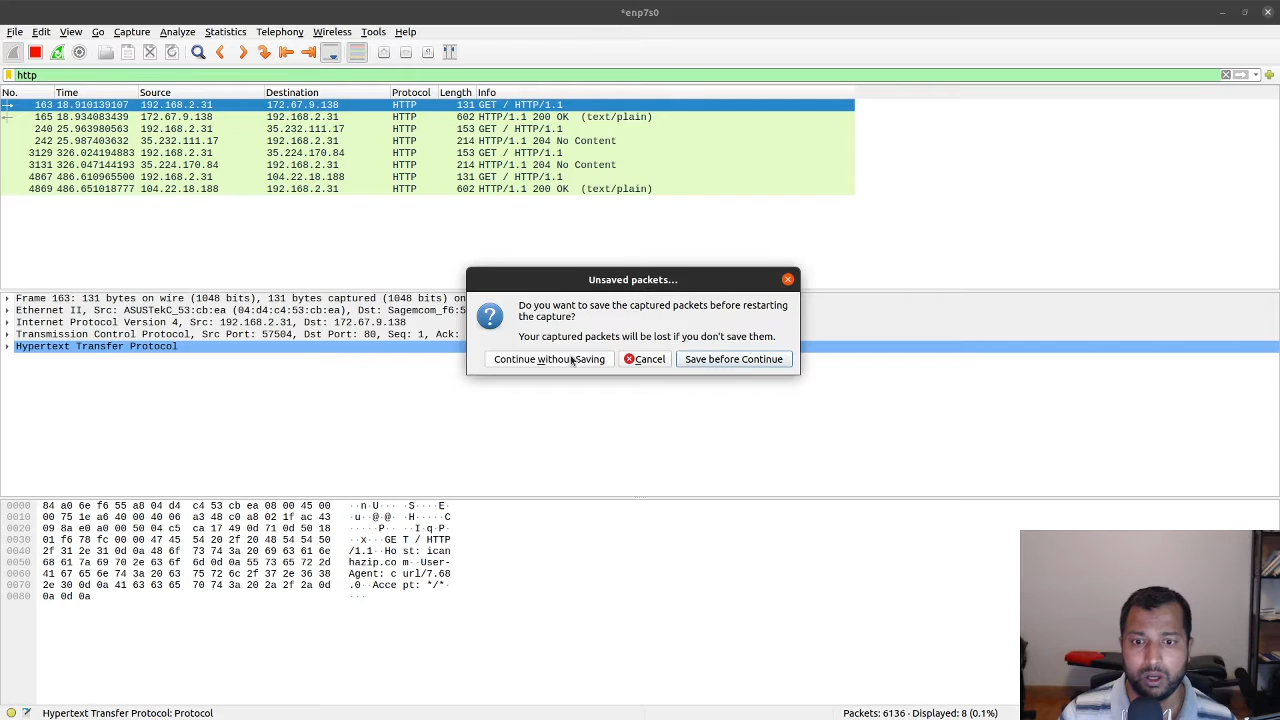 *enp7s0
File Edit View Go Capture Analyze Statistics Telephony Wireless Tools Help
http
No. Time Source Destination Protocol Length Info
163 18.910139107 192.168.2.31 172.67.9.138 HTTP 131 GET / HTTP/1.1
165 18.934083439 172.67.9.138 192.168.2.31 HTTP 602 HTTP/1.1 200 OK (text/plain)
240 25.963980563 192.168.2.31 35.232.111.17 HTTP 153 GET / HTTP/1.1
242 25.987403632 35.232.111.17 192.168.2.31 HTTP 214 HTTP/1.1 204 No Content
3129 326.024194883 192.168.2.31 35.224.170.84 HTTP 153 GET / HTTP/1.1
3131 326.047144193 35.224.170.84 192.168.2.31 HTTP 214 HTTP/1.1 204 No Content
4867 486.610965500 192.168.2.31 104.22.18.188 HTTP 131 GET / HTTP/1.1
4869 486.651018777 104.22.18.188 192.168.2.31 HTTP 602 HTTP/1.1 200 OK (text/plain)
Unsaved packets...
Do you want to save the captured packets before restarting
the capture?
Your captured packets will be lost if you don't save them.
Continue without Saving Cancel Save before Continue
Frame 163: 131 bytes on wire (1048 bits), 131 bytes captured (1048 bits) on
Ethernet II, Src: ASUSTekC_53:cb:ea (04:d4:c4:53:cb:ea), Dst: Sagemcom_f6:5
Internet Protocol Version 4, Src: 192.168.2.31, Dst: 172.67.9.138
Transmission Control Protocol, Src Port: 57504, Dst Port: 80, Seq: 1, Ack:
Hypertext Transfer Protocol
0000 84 a0 6e f6 55 a8 04 d4 c4 53 cb ea 08 00 45 00 ··n·U··· ·S····E·
0010 00 75 1e a6 40 00 40 06 a3 48 c0 a8 02 1f ac 43 ·u··@·@· ·H·····C
0020 09 8a e0 a0 00 50 04 c5 ca 17 49 0d 71 0d 50 18 ·····P·· ··I·q·P·
0030 01 f6 78 fc 00 00 47 45 54 20 2f 20 48 54 54 50 ··x···GE T / HTTP
0040 2f 31 2e 31 0d 0a 48 6f 73 74 3a 20 69 63 61 6e /1.1··Ho st: ican
0050 68 61 7a 69 70 2e 63 6f 6d 0d 0a 55 73 65 72 2d hazip.co m··User-
0060 41 67 65 6e 74 3a 20 63 75 72 6c 2f 37 2e 36 38 Agent: c url/7.68
0070 2e 30 0d 0a 41 63 63 65 70 74 3a 20 2a 2f 2a 0d .0··Acce pt: */*·
0080 0a 0d 0a ···
Hypertext Transfer Protocol: Protocol Packets: 6136 · Displayed: 8 (0.1%)